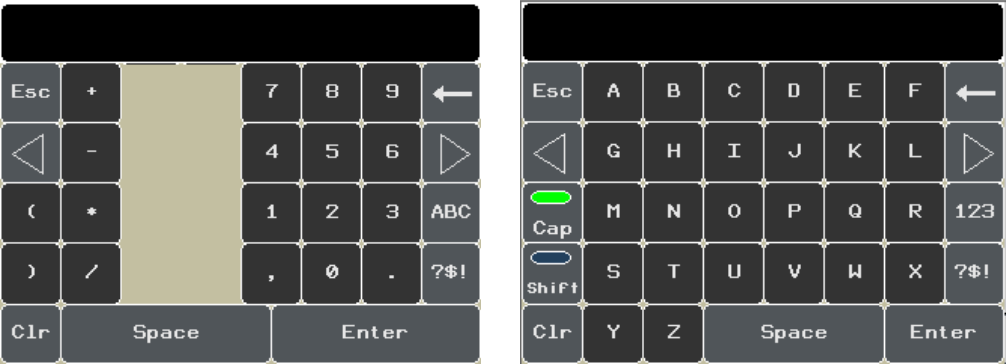 Esc + 7 8 9
- 4 5 6
( * 1 2 3 ABC
) / , 0 . ?$!
Clr Space Enter
Esc A B C D E F
G H I J K L
Cap M N O P Q R 123
Shift S T U V W X ?$!
Clr Y Z Space Enter